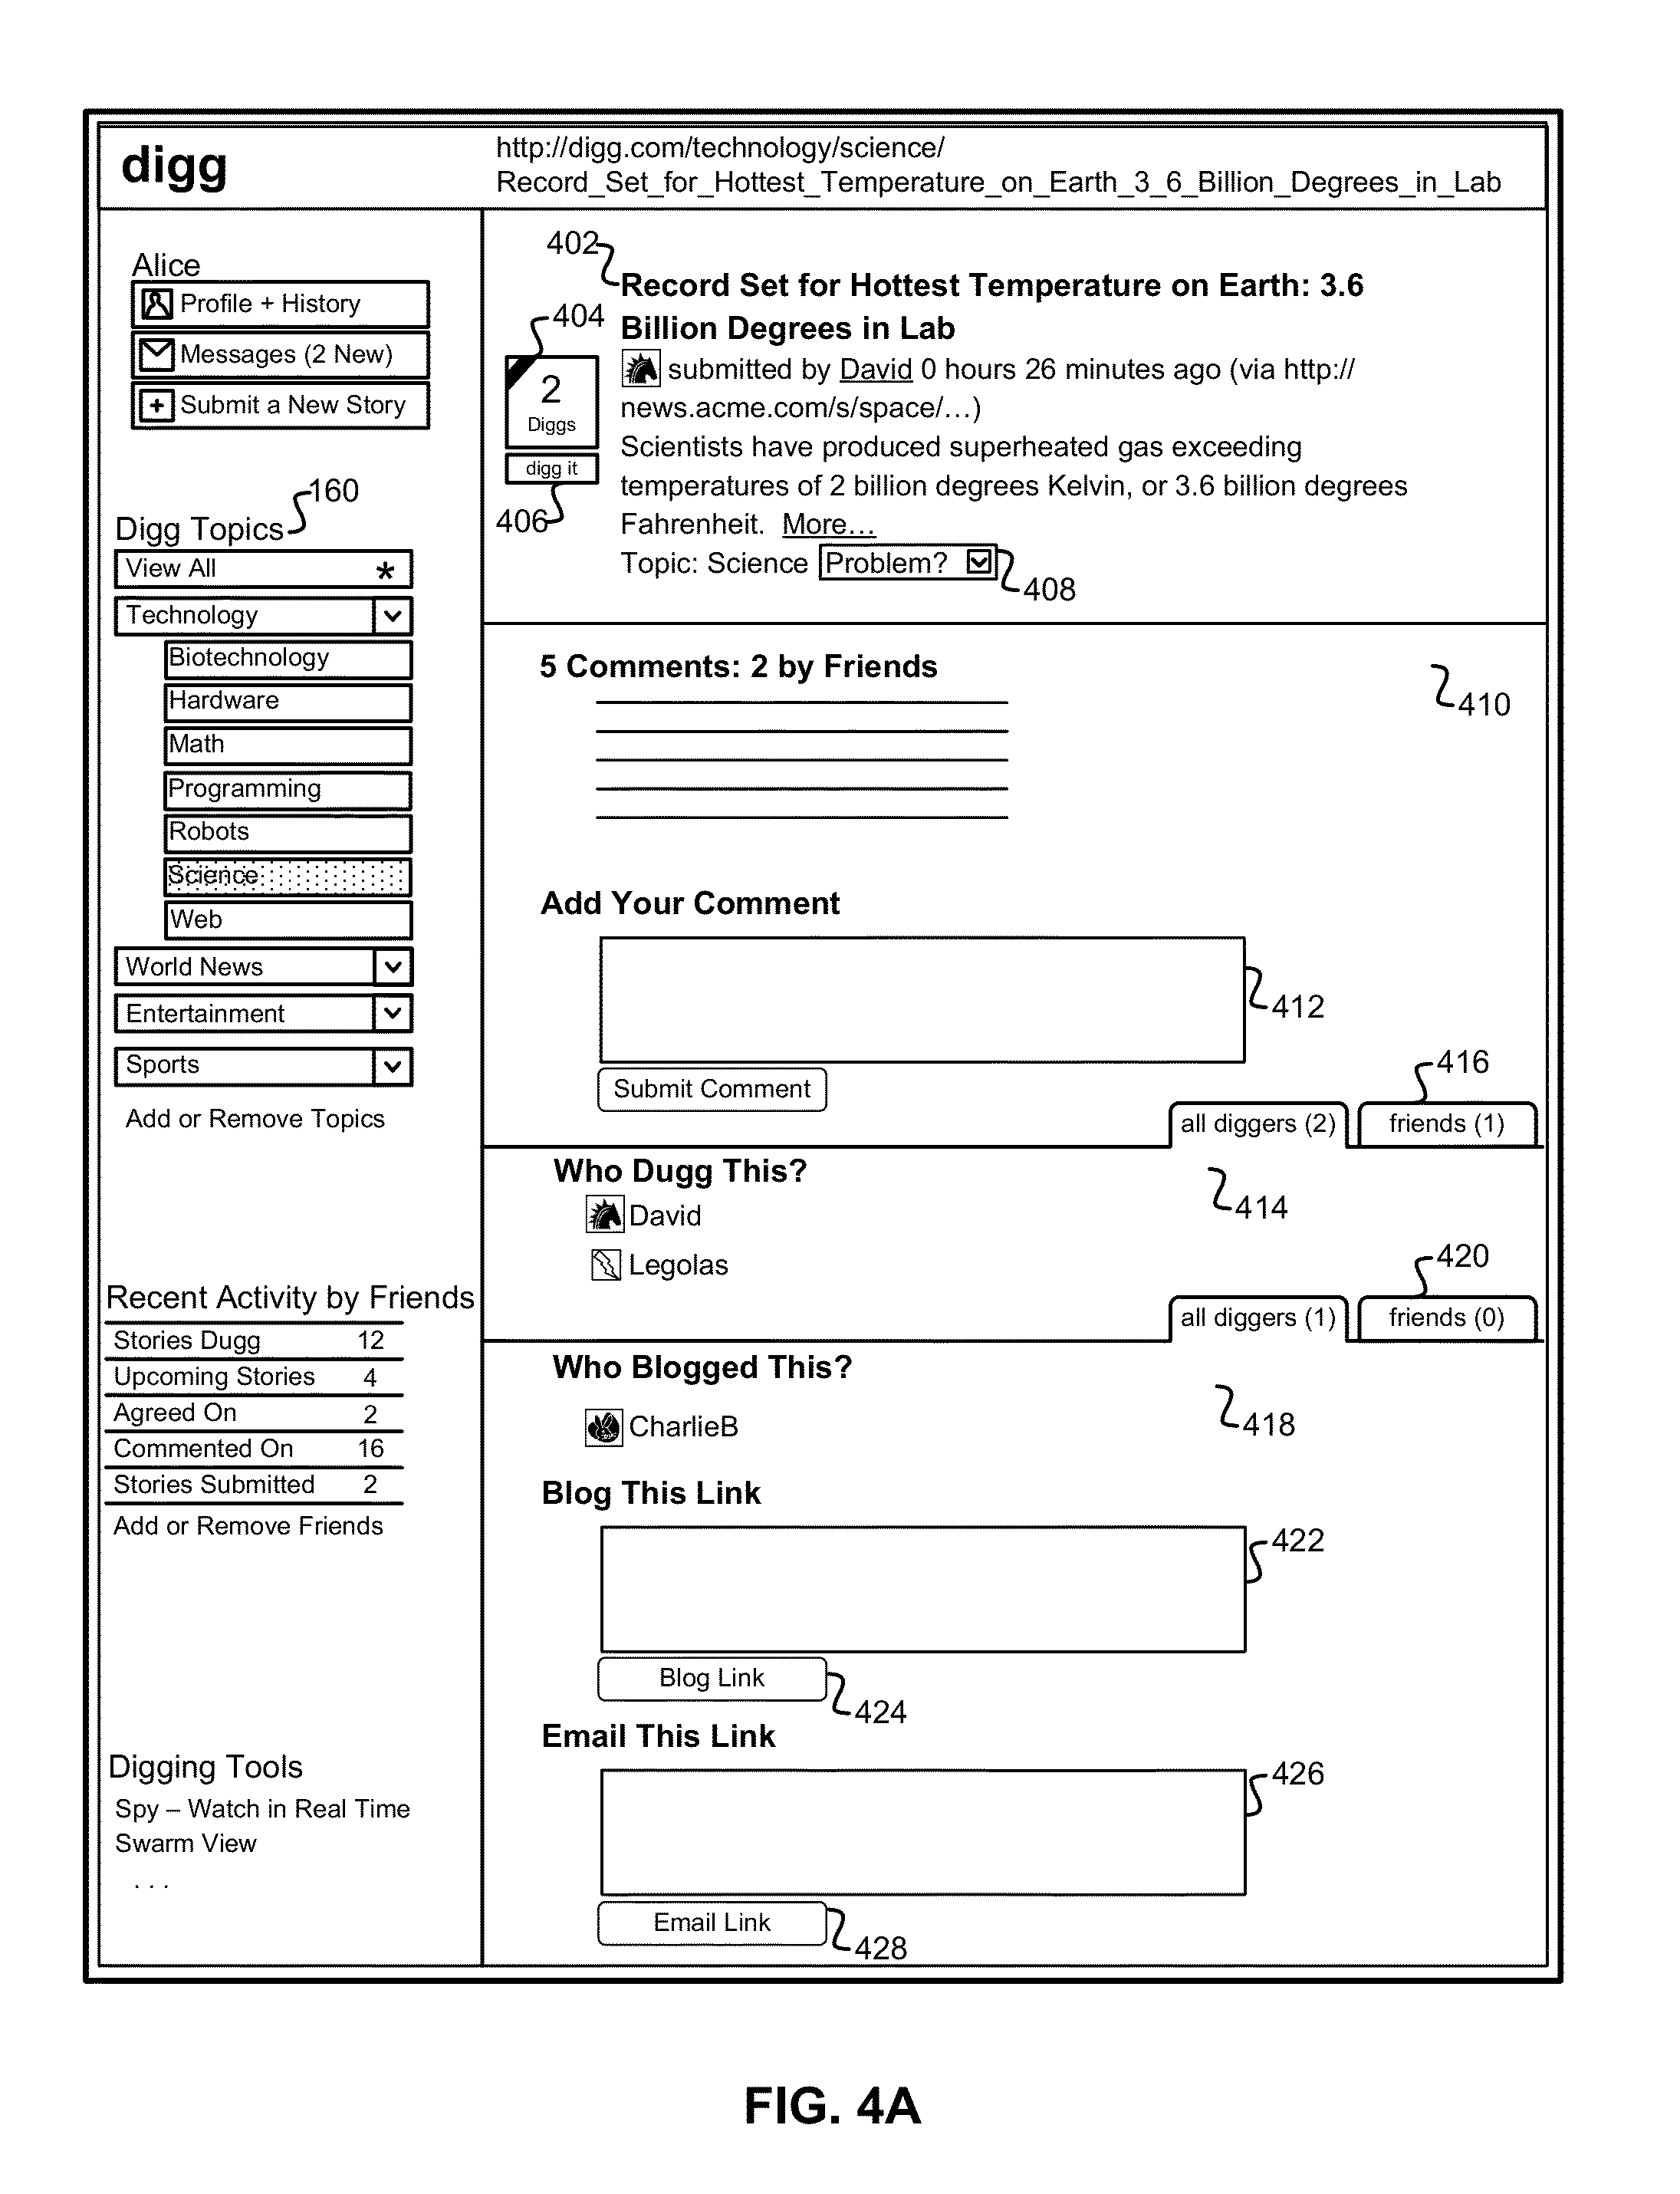 digg
http://digg.com/technology/science/
Record_Set_for_Hottest_Temperature_on_Earth_3_6_Billion_Degrees_in_Lab
Alice
Profile + History
Messages (2 New)
Submit a New Story
160
Digg Topics
View All *
Technology
Biotechnology
Hardware
Math
Programming
Robots
Science
Web
World News
Entertainment
Sports
Add or Remove Topics
Recent Activity by Friends
Stories Dugg 12
Upcoming Stories 4
Agreed On 2
Commented On 16
Stories Submitted 2
Add or Remove Friends
Digging Tools
Spy – Watch in Real Time
Swarm View
. . .
402
Record Set for Hottest Temperature on Earth: 3.6
404
Billion Degrees in Lab
2
Diggs
digg it
406
submitted by David 0 hours 26 minutes ago (via http://
news.acme.com/s/space/…)
Scientists have produced superheated gas exceeding
temperatures of 2 billion degrees Kelvin, or 3.6 billion degrees
Fahrenheit. More…
Topic: Science Problem?
408
5 Comments: 2 by Friends
410
Add Your Comment
412
Submit Comment
416
all diggers (2) friends (1)
Who Dugg This?
414
David
Legolas
420
all diggers (1) friends (0)
Who Blogged This?
418
CharlieB
Blog This Link
422
Blog Link
424
Email This Link
426
Email Link
428
FIG. 4A